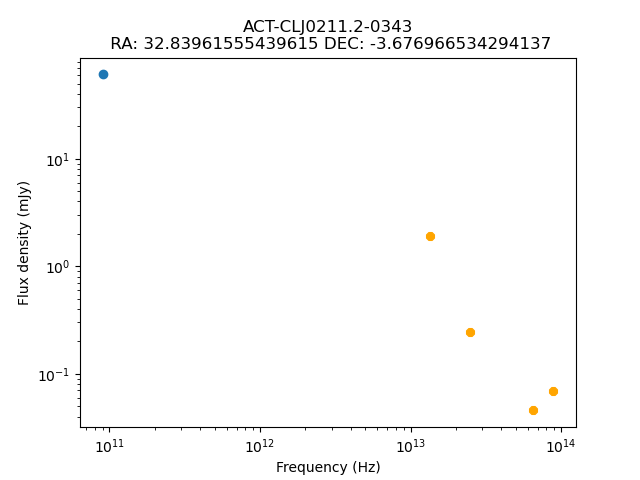 ACT-CLJ0211.2-0343
RA: 32.83961555439615 DEC: -3.676966534294137
Flux density (mJy)
10¹
10⁰
10⁻¹
10¹¹ 10¹² 10¹³ 10¹⁴
Frequency (Hz)